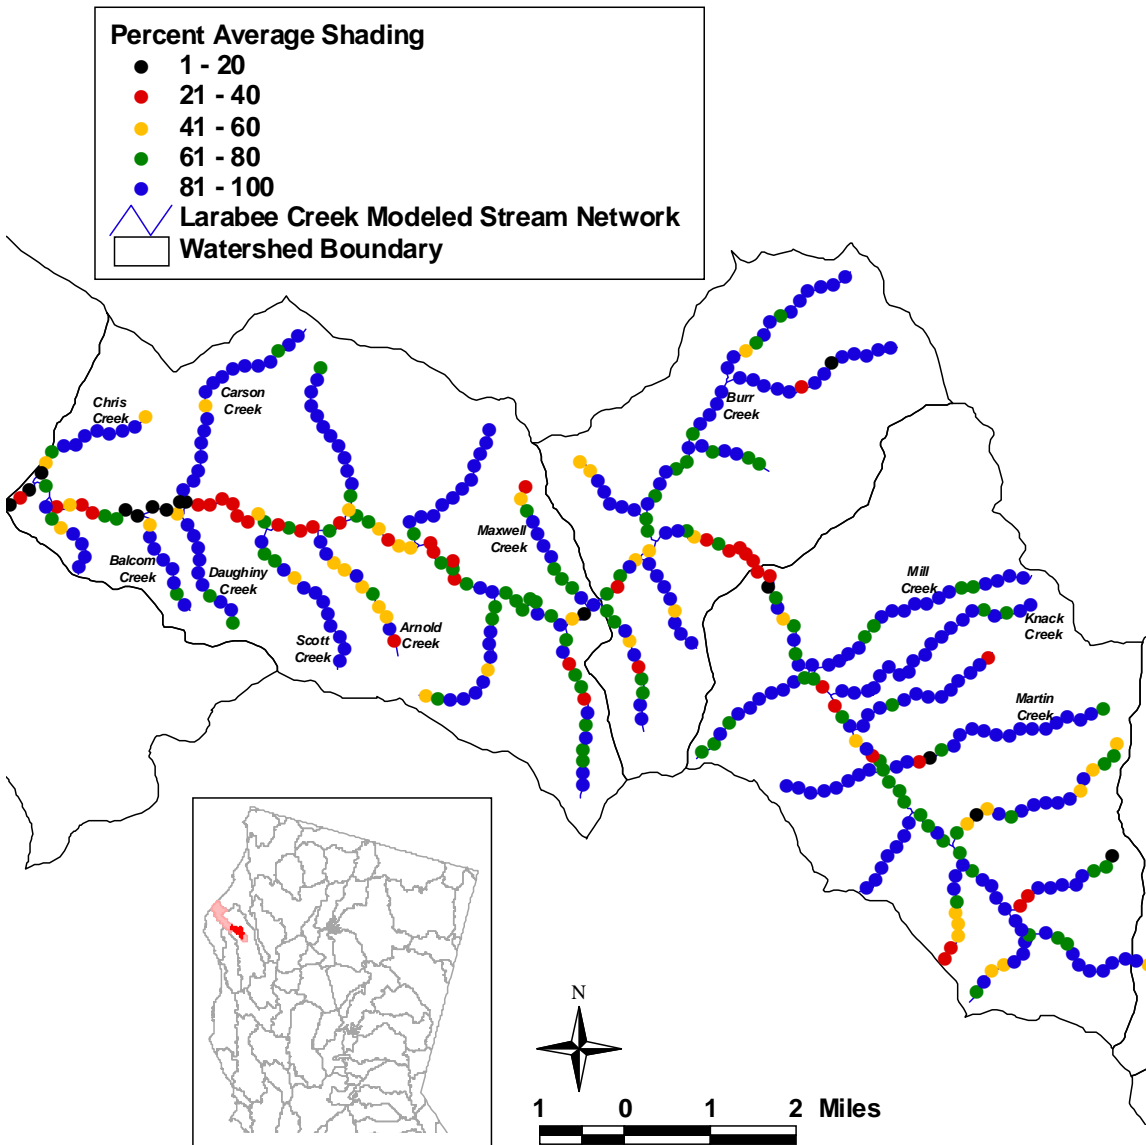 Percent Average Shading
1 - 20
21 - 40
41 - 60
61 - 80
81 - 100
Larabee Creek Modeled Stream Network
Watershed Boundary
Carson
Creek
Chris
Creek
Burr
Creek
Maxwell
Creek
Balcom
Creek
Daughiny
Creek
Scott
Creek
Arnold
Creek
Mill
Creek
Knack
Creek
Martin
Creek
N
1 0 1 2 Miles